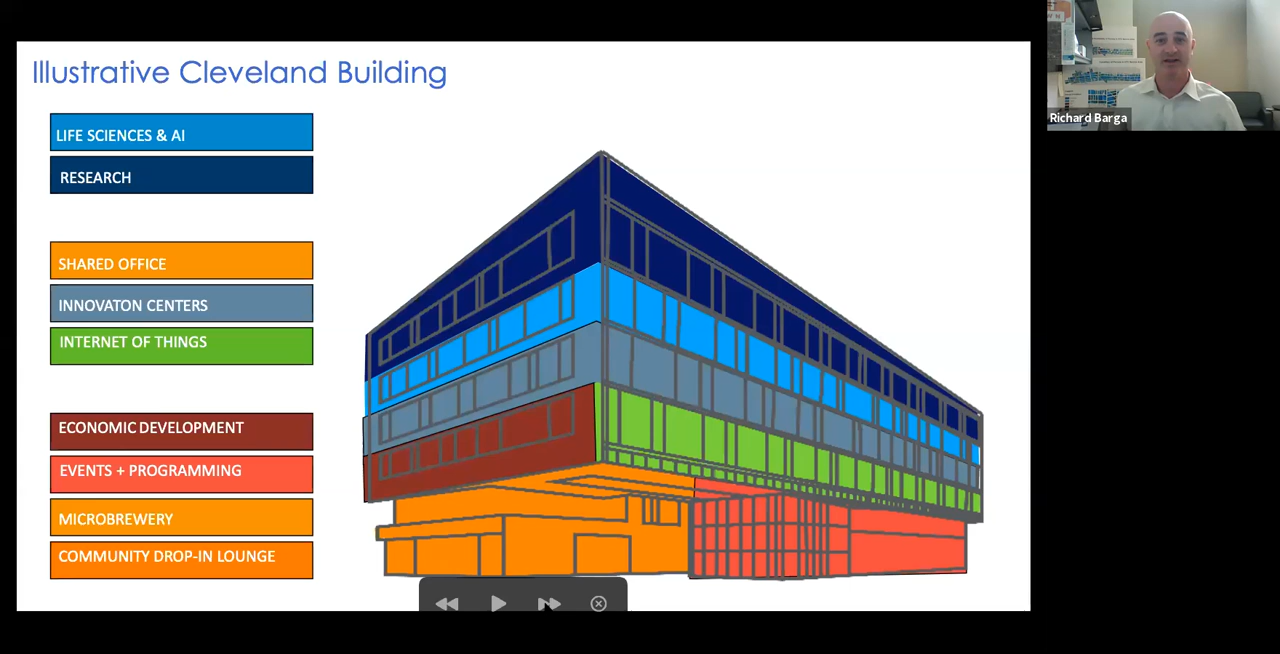 Illustrative Cleveland Building
LIFE SCIENCES & AI
RESEARCH
SHARED OFFICE
INNOVATON CENTERS
INTERNET OF THINGS
ECONOMIC DEVELOPMENT
EVENTS + PROGRAMMING
MICROBREWERY
COMMUNITY DROP-IN LOUNGE
Richard Barga